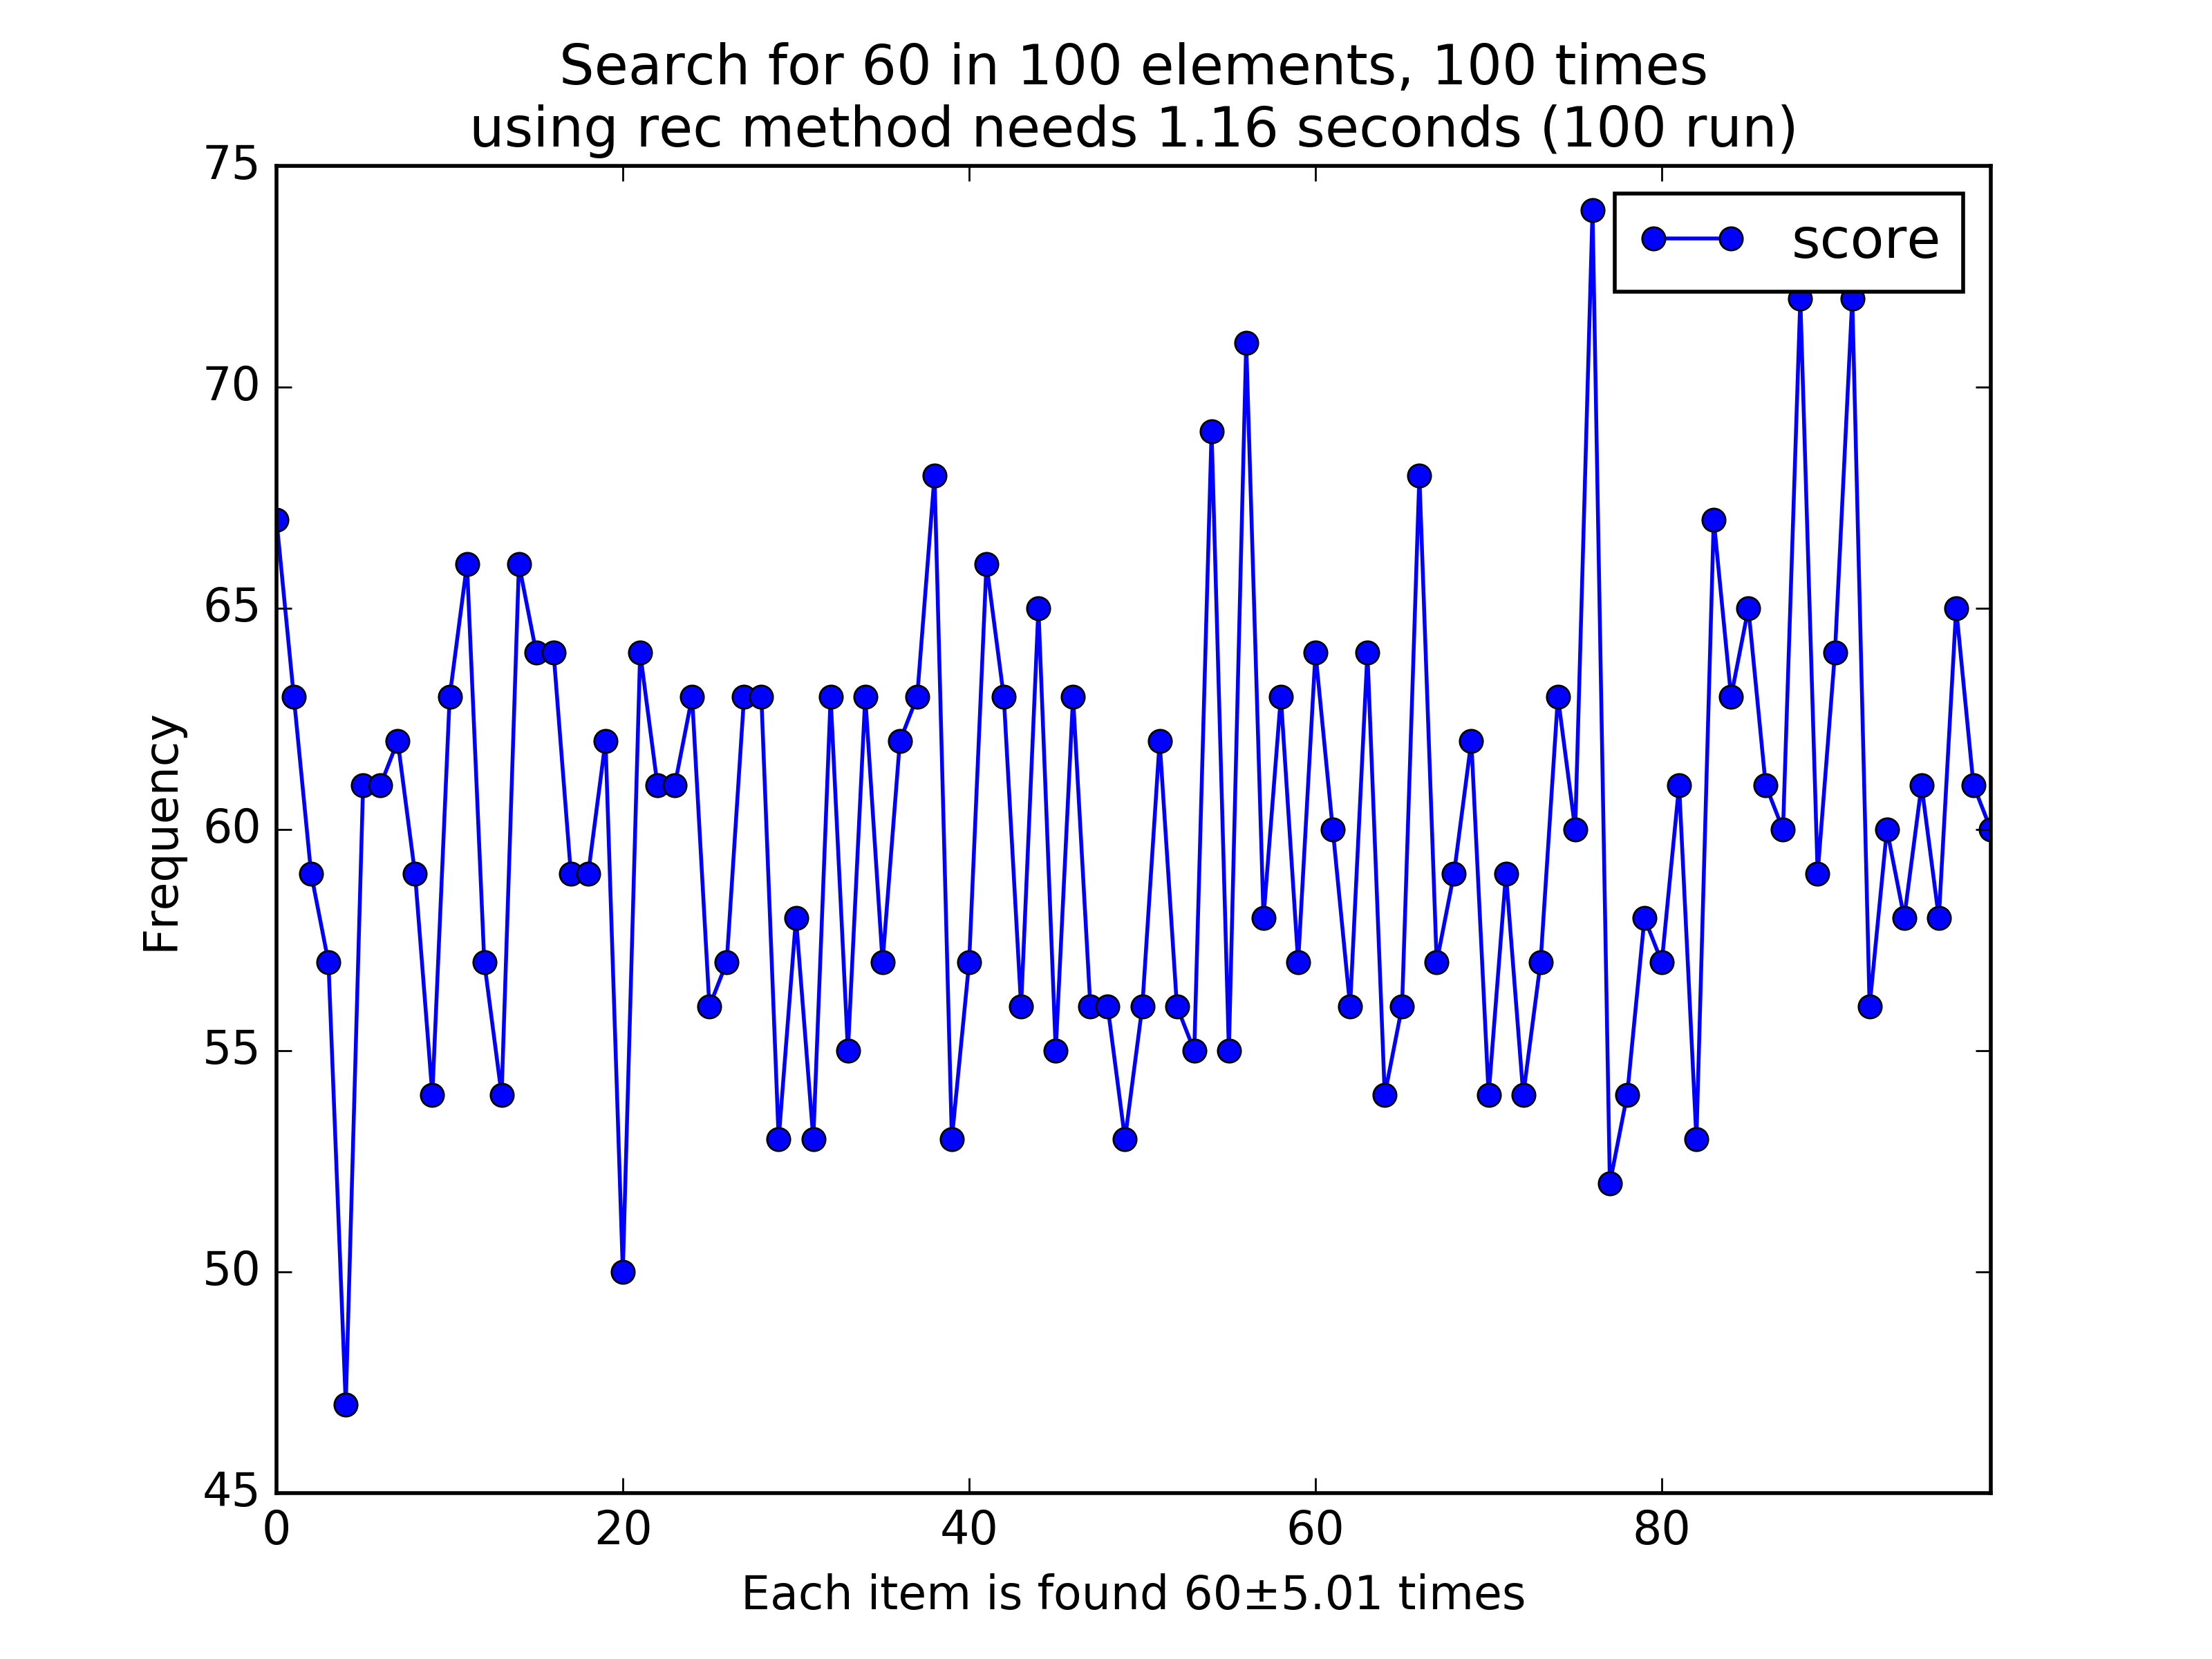 Search for 60 in 100 elements, 100 times
using rec method needs 1.16 seconds (100 run)
75
score
70
65
60
55
50
45
Frequency
0 20 40 60 80
Each item is found 60±5.01 times